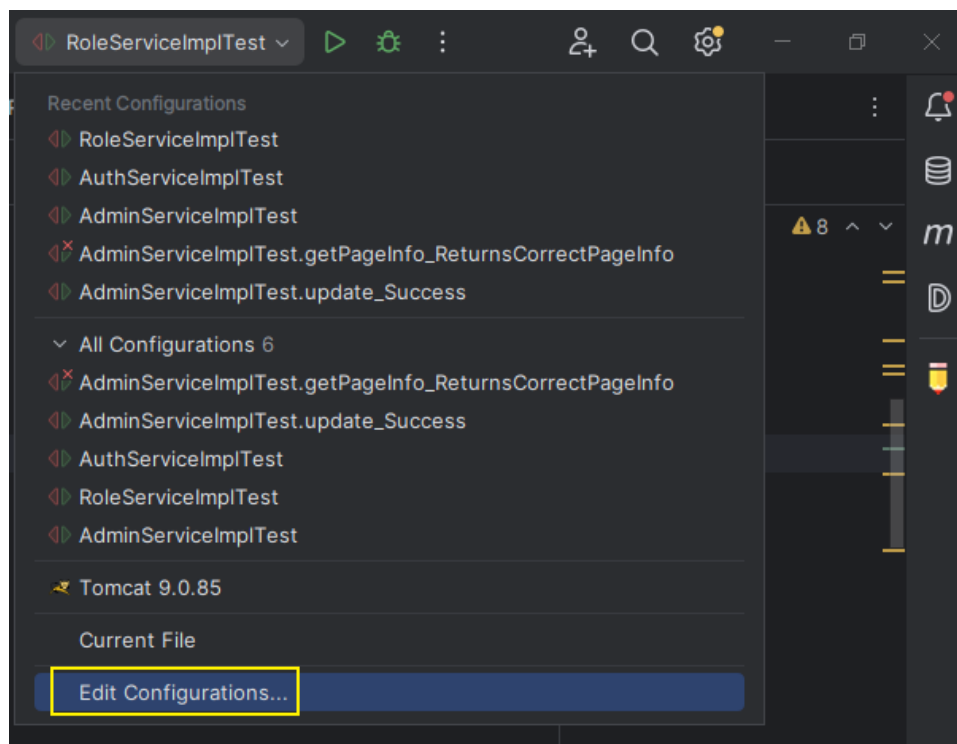 RoleServiceImplTest
Recent Configurations
RoleServiceImplTest
AuthServiceImplTest
AdminServiceImplTest
AdminServiceImplTest.getPageInfo_ReturnsCorrectPageInfo
AdminServiceImplTest.update_Success
All Configurations 6
AdminServiceImplTest.getPageInfo_ReturnsCorrectPageInfo
AdminServiceImplTest.update_Success
AuthServiceImplTest
RoleServiceImplTest
AdminServiceImplTest
Tomcat 9.0.85
Current File
Edit Configurations...
8
m
D